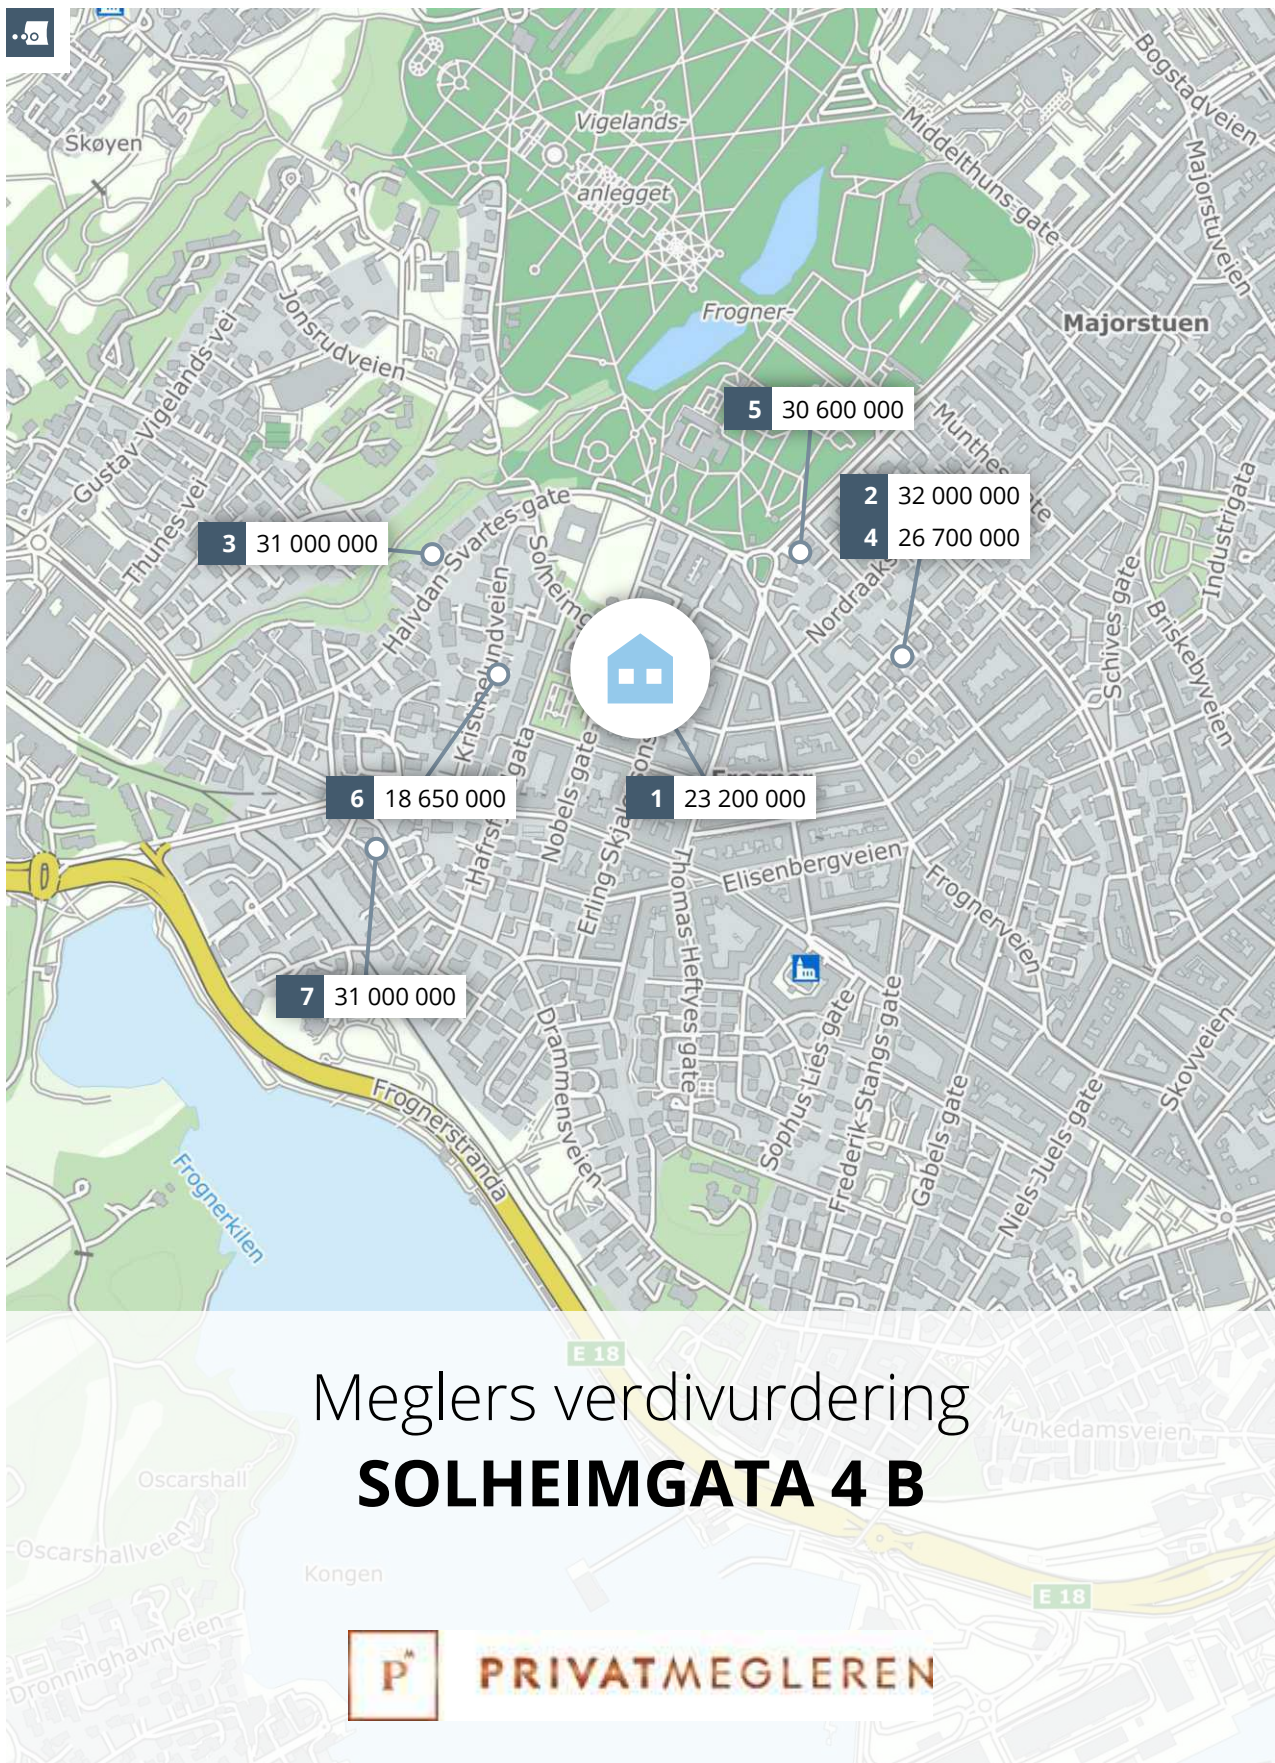 Skøyen
Vigelands-
anlegget
Bogstadveien
Middelthuns gate
Majorstuveien
Frogner-
Majorstuen
Jonsrudveien
Gustav Vigelands vei
Thunes vei
5 30 600 000
Munthes gate
2 32 000 000
4 26 700 000
3 31 000 000
Halvdan Svartes gate
Industrigata
Schives gate
Briskebyveien
Kristinelundveien
6 18 650 000
1 23 200 000
Frogner
Nobels gate
Elisenbergveien
Frognerveien
Thomas Heftyes gate
7 31 000 000
Drammensveien
Sophus Lies gate
Frederik Stangs gate
Gabels gate
Niels Juels gate
Skovveien
Frognerstranda
Frognerkilen
E 18
Meglers verdivurdering
Munkedamsveien
SOLHEIMGATA 4 B
Oscarshall
Oscarshallveien
Kongen
E 18
Dronninghavnveien
PM PRIVATMEGLEREN